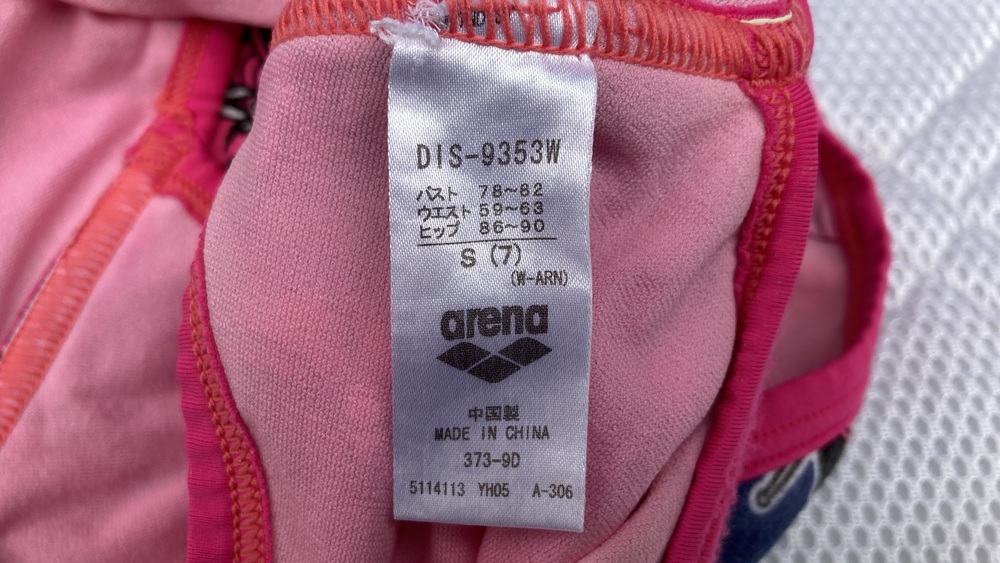 DIS-9353W
バスト 78~82
ウエスト 59~63
ヒップ 86~90
S (7)
(W-ARN)
arena
中国製
MADE IN CHINA
373-9D
5114113 YH05 A-306